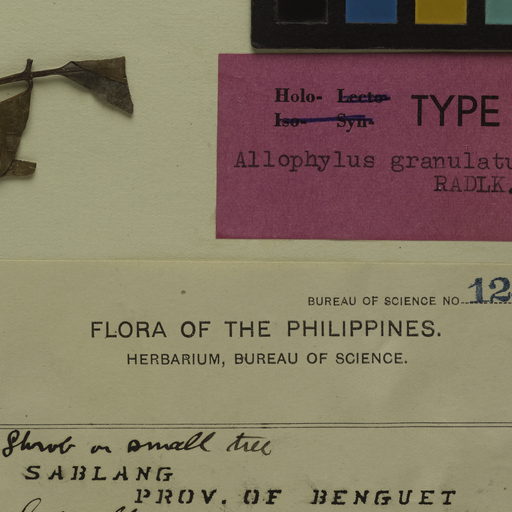 Holo- Lecto-
Iso- Syn- TYPE
Allophylus granulatu
RADLK.
BUREAU OF SCIENCE NO. 12
FLORA OF THE PHILIPPINES.
HERBARIUM, BUREAU OF SCIENCE.
Shrub or small tree
SABLANG
PROV. OF BENGUET